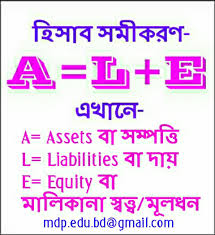 হিসাব সমীকরণ-
A=L+E
এখানে-
A= Assets বা সম্পত্তি
L= Liabilities বা দায়
E= Equity বা
মালিকানা স্বত্ত্ব/মূলধন
mdp.edu.bd@gmail.com